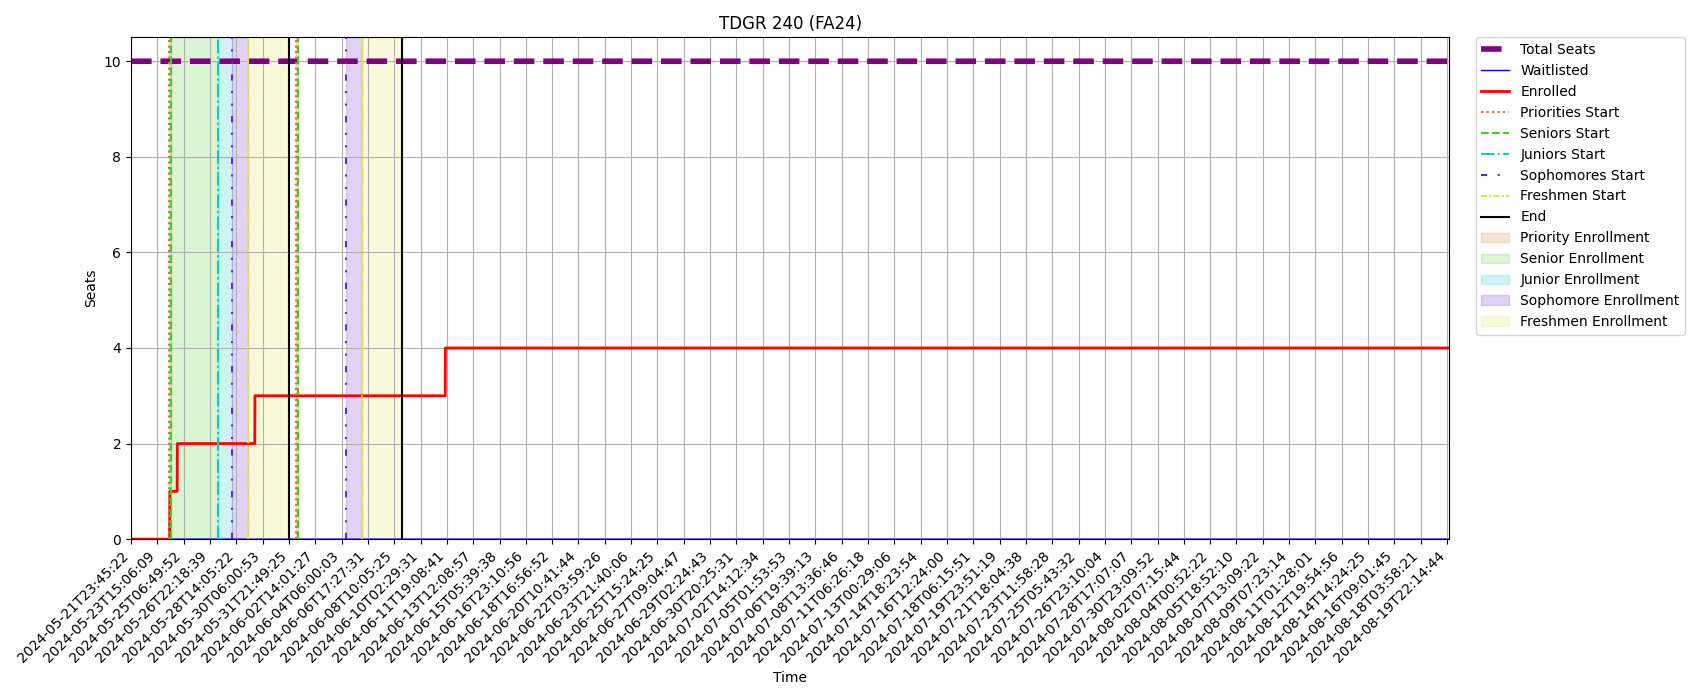 TDGR 240 (FA24)
Total Seats
Waitlisted
Enrolled
Priorities Start
Seniors Start
Juniors Start
Sophomores Start
Freshmen Start
End
Priority Enrollment
Senior Enrollment
Junior Enrollment
Sophomore Enrollment
Freshmen Enrollment
Seats
10
8
6
4
2
0
2024-05-21T23:45:22
2024-05-23T15:06:09
2024-05-25T06:49:52
2024-05-26T22:18:39
2024-05-28T14:05:22
2024-05-30T06:00:53
2024-05-31T21:49:25
2024-06-02T14:01:27
2024-06-04T06:00:03
2024-06-06T17:27:31
2024-06-08T10:05:25
2024-06-10T02:29:31
2024-06-11T19:08:41
2024-06-13T12:08:57
2024-06-15T05:39:38
2024-06-16T23:10:56
2024-06-18T16:56:52
2024-06-20T10:41:44
2024-06-22T03:59:26
2024-06-23T21:40:06
2024-06-25T15:24:25
2024-06-27T09:04:47
2024-06-29T02:24:43
2024-06-30T20:25:31
2024-07-02T14:12:34
2024-07-05T01:53:53
2024-07-06T19:39:13
2024-07-08T13:36:46
2024-07-11T06:26:18
2024-07-13T00:29:06
2024-07-14T18:23:54
2024-07-16T12:24:00
2024-07-18T06:15:51
2024-07-19T23:51:19
2024-07-21T18:04:38
2024-07-23T11:58:28
2024-07-25T05:43:32
2024-07-26T23:10:04
2024-07-28T17:07:07
2024-07-30T23:09:52
2024-08-02T07:15:44
2024-08-04T00:52:22
2024-08-05T18:52:10
2024-08-07T13:09:22
2024-08-09T07:23:14
2024-08-11T01:28:01
2024-08-12T19:54:56
2024-08-14T14:24:25
2024-08-16T09:01:45
2024-08-18T03:58:21
2024-08-19T22:14:44
Time